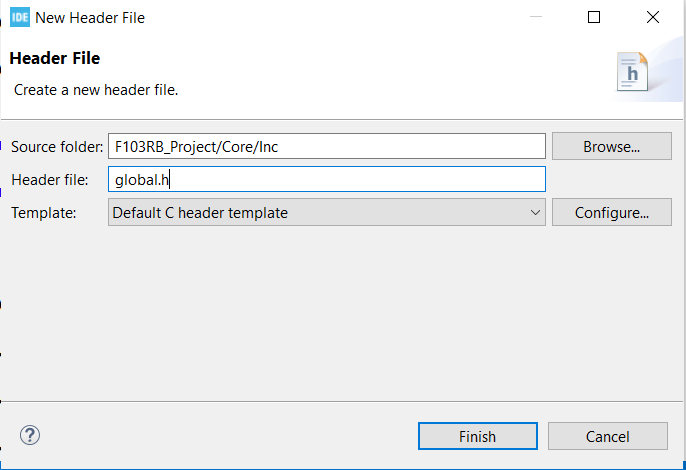 IDE New Header File
Header File
Create a new header file.
h
Source folder: F103RB_Project/Core/Inc Browse...
Header file: global.h
Template: Default C header template Configure...
?
Finish Cancel